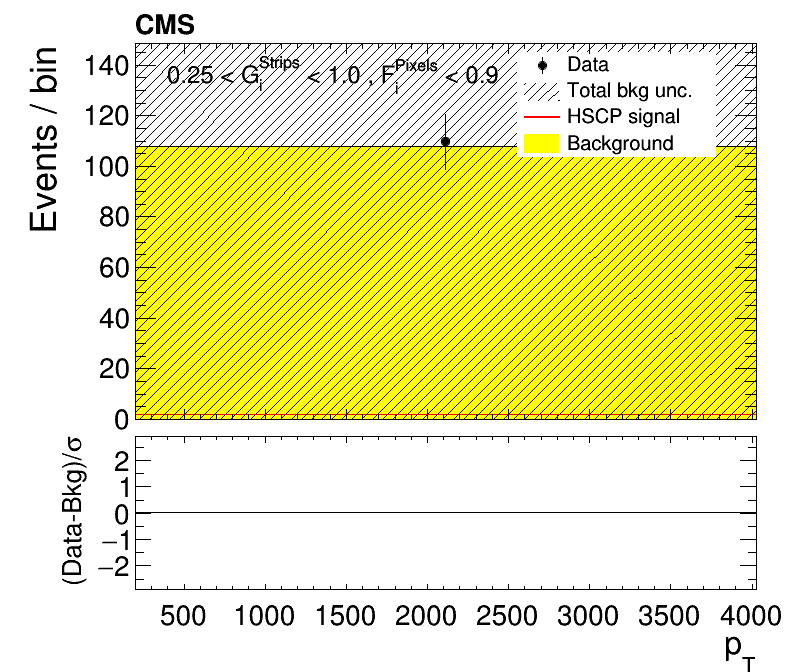 CMS
Events / bin
140
120
100
80
60
40
20
0
0.25 < G_i^Strips < 1.0 , F_i^Pixels < 0.9
Data
Total bkg unc.
HSCP signal
Background
(Data-Bkg)/σ
2
1
0
−1
−2
500 1000 1500 2000 2500 3000 3500 4000
p_T